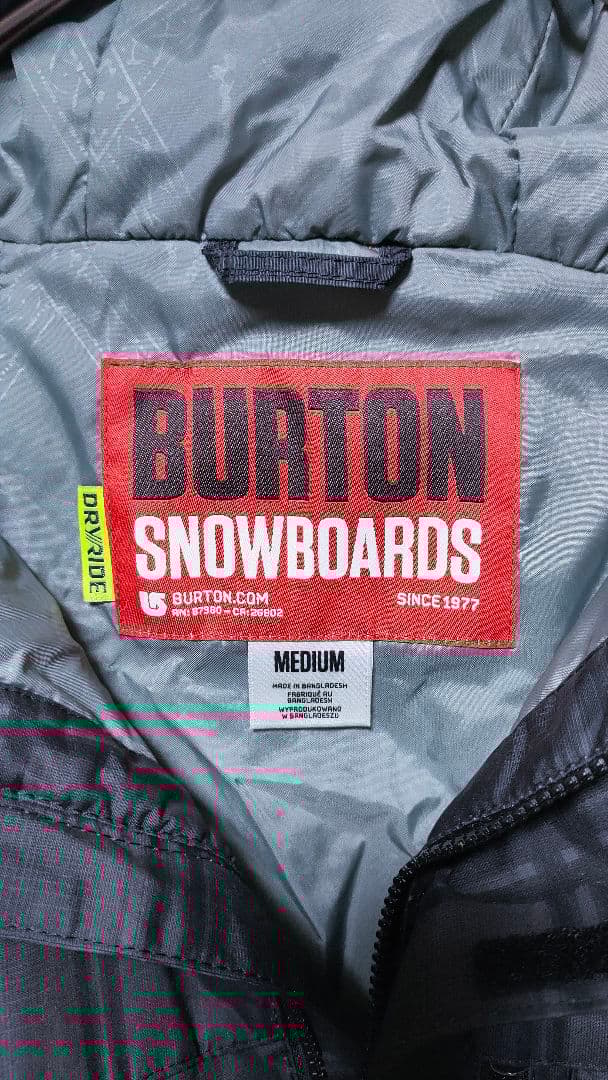 BURTON
SNOWBOARDS
BURTON.COM
RN: 87980 – CA: 26802
SINCE 1977
DRYRIDE
MEDIUM
MADE IN BANGLADESH
FABRIQUÉ AU
BANGLADESH
WYPRODUKOWANO
W BANGLADESZU